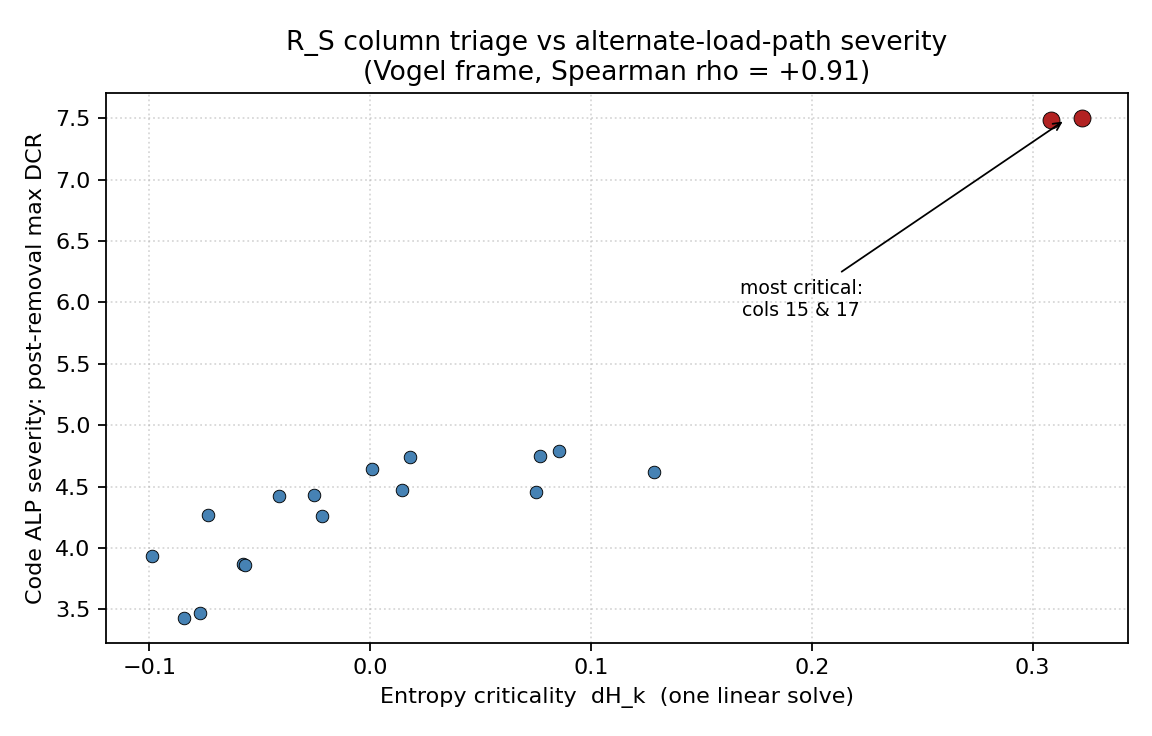 R_S column triage vs alternate-load-path severity
(Vogel frame, Spearman rho = +0.91)
Code ALP severity: post-removal max DCR
7.5
7.0
6.5
6.0
5.5
5.0
4.5
4.0
3.5
most critical:
cols 15 & 17
−0.1
0.0
0.1
0.2
0.3
Entropy criticality  dH_k  (one linear solve)